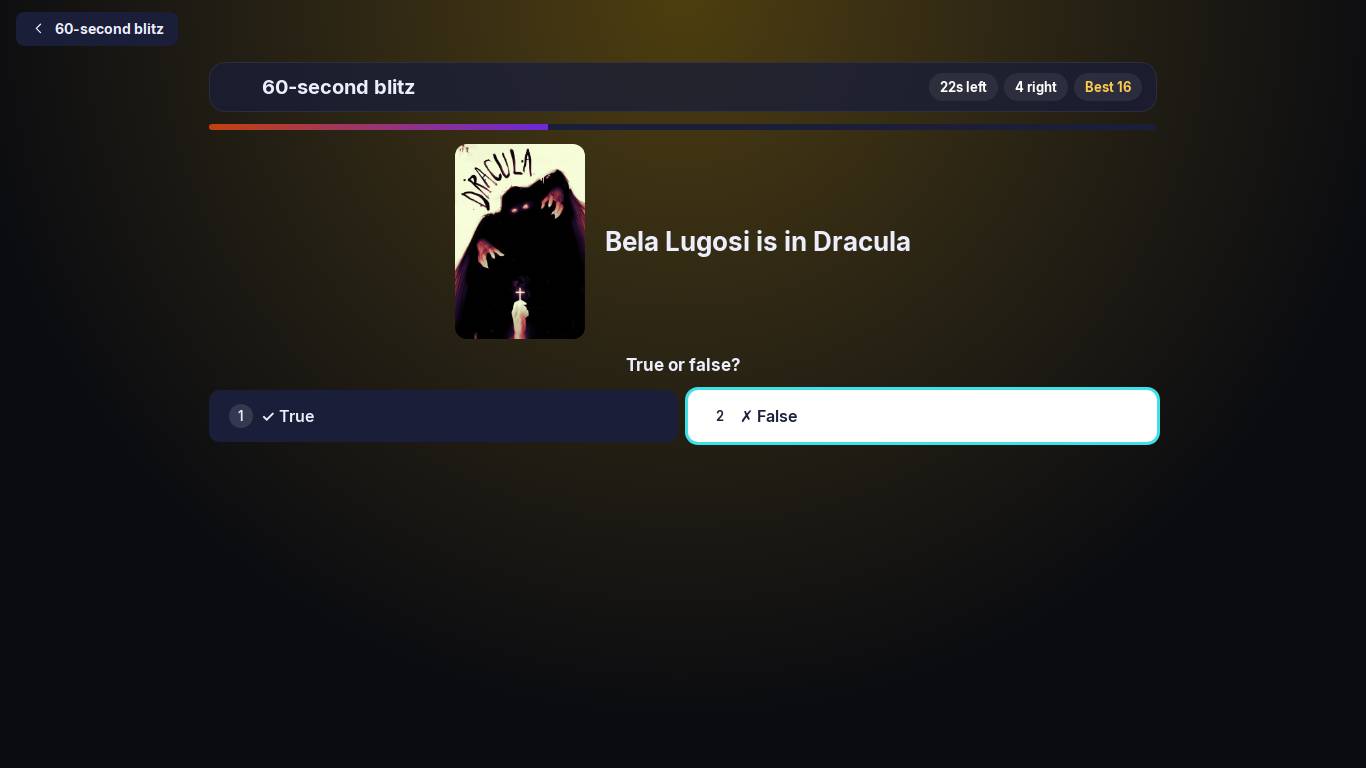 60-second blitz
60-second blitz
22s left
4 right
Best 16
DRACULA
Bela Lugosi is in Dracula
True or false?
1 ✓ True
2 ✗ False